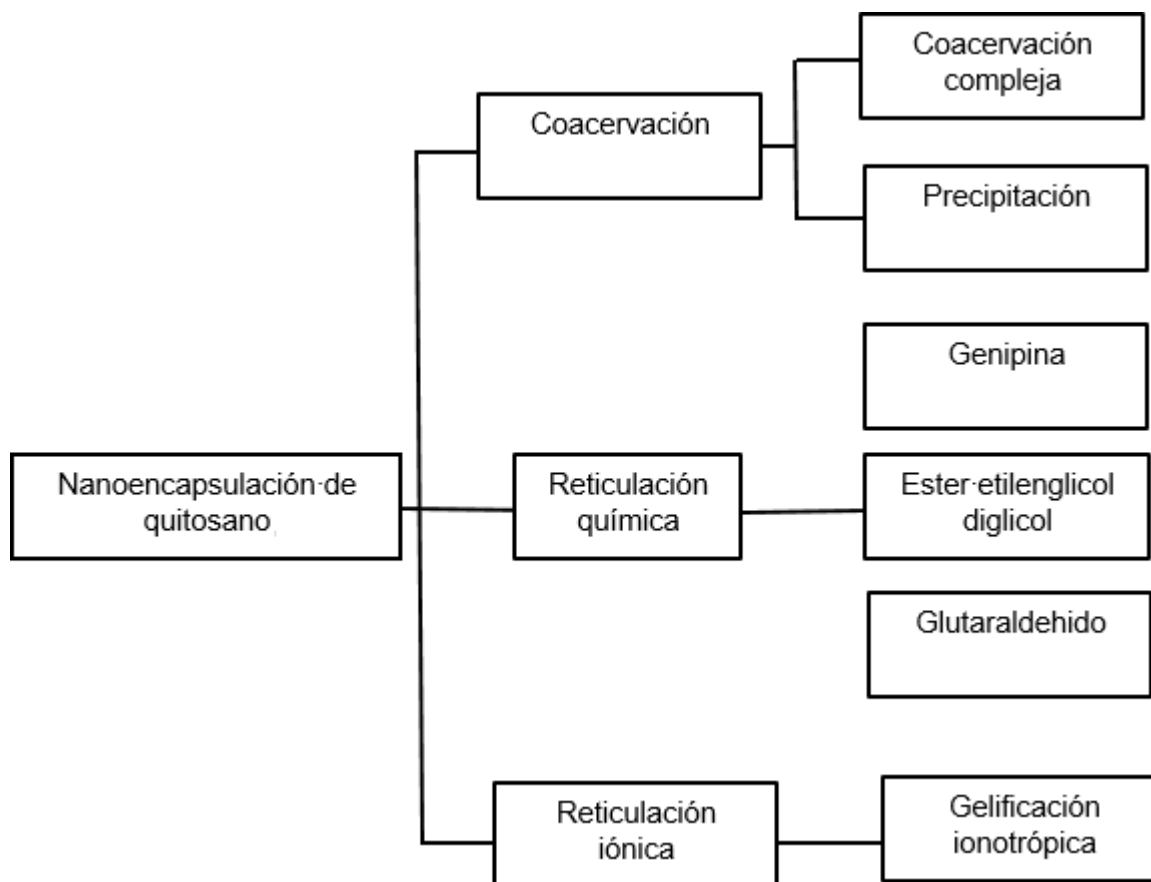 Coacervación
compleja
Coacervación
Precipitación
Genipina
Nanoencapsulación·de
quitosano
Reticulación
química
Ester·etilenglicol
diglicol
Glutaraldehido
Reticulación
iónica
Gelificación
ionotrópica